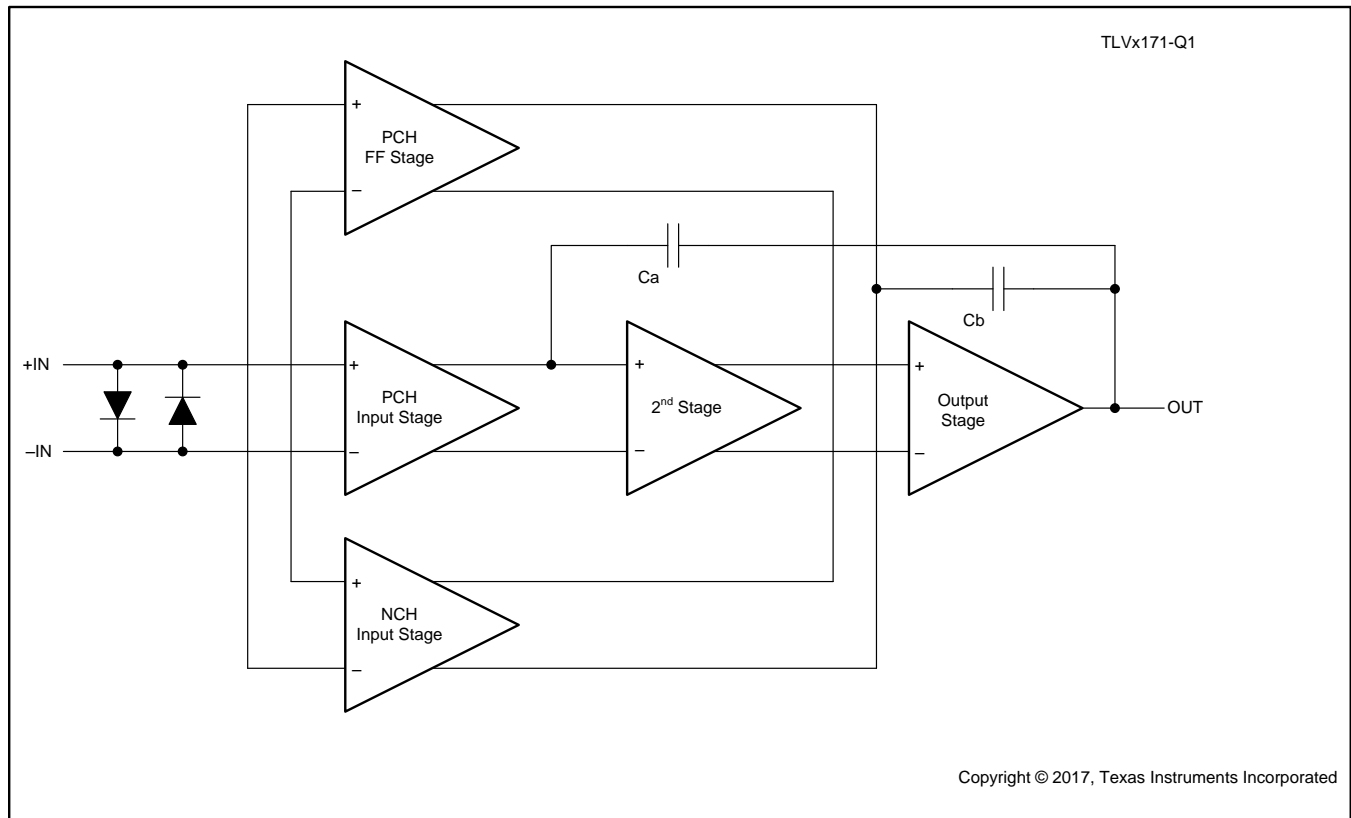 TLVx171-Q1
+
PCH
FF Stage
–
Ca
Cb
+IN
–IN
+
PCH
Input Stage
–
+
2nd Stage
–
+
Output
Stage
–
OUT
+
NCH
Input Stage
–
Copyright © 2017, Texas Instruments Incorporated